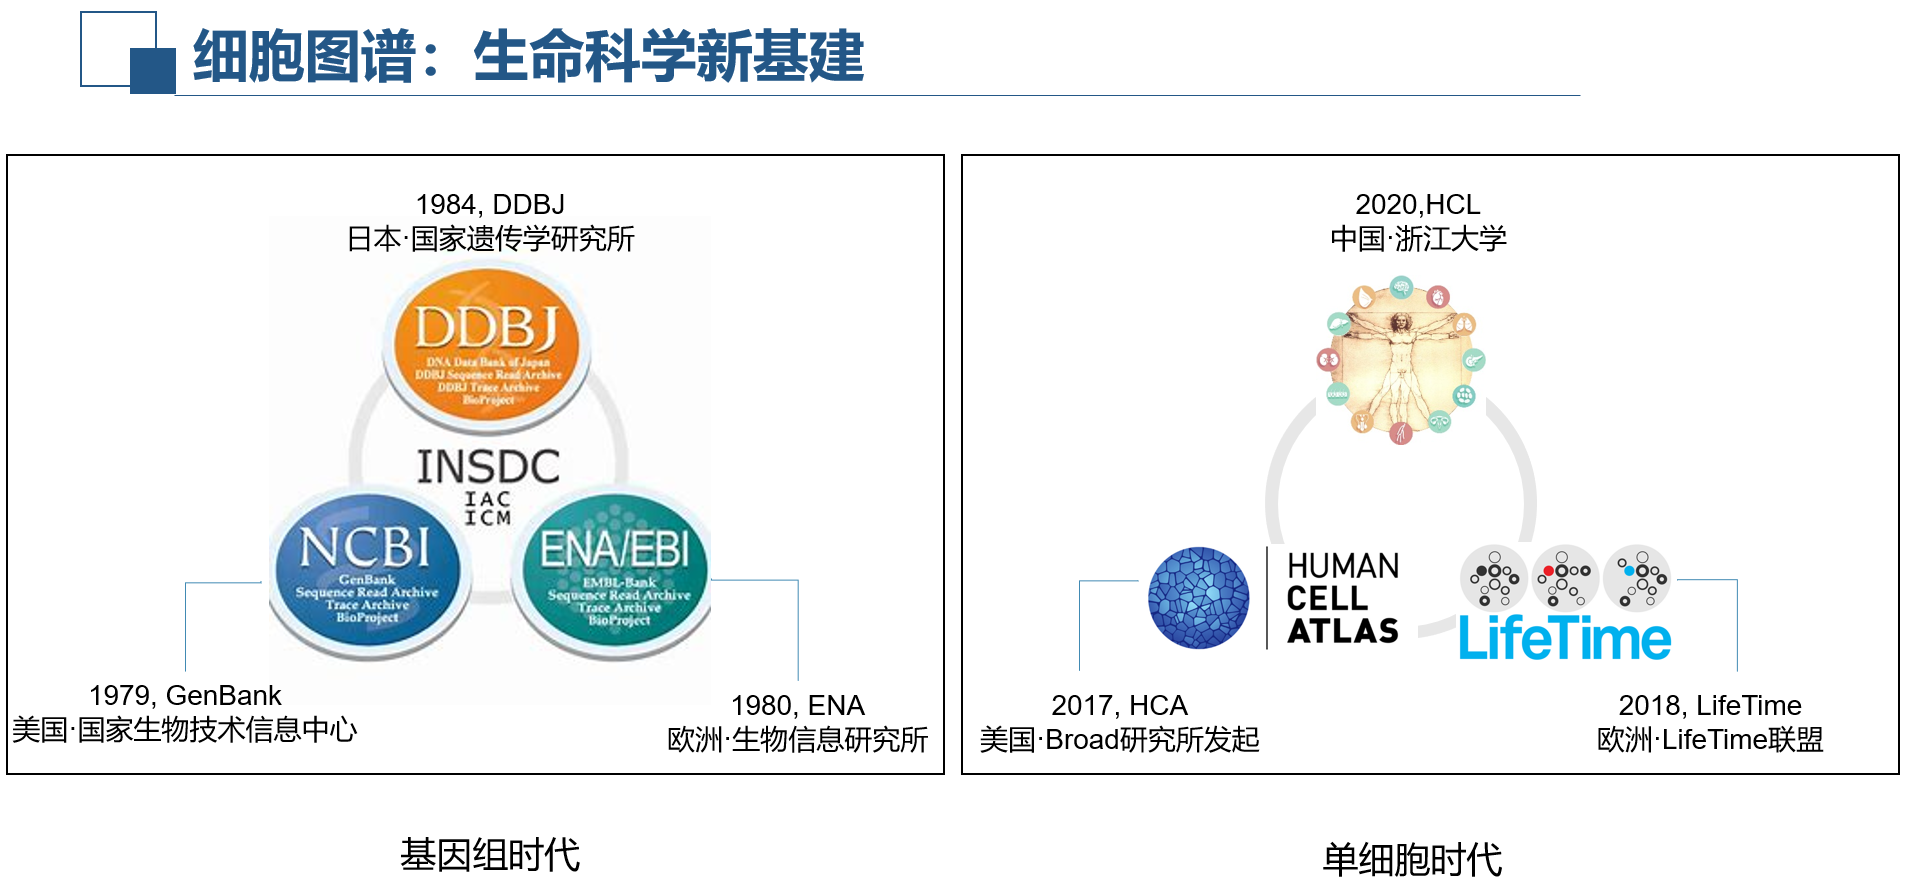 细胞图谱：生命科学新基建
1984, DDBJ
日本·国家遗传学研究所
DDBJ
DNA Data Bank of Japan
DDBJ Sequence Read Archive
DDBJ Trace Archive
BioProject
INSDC
IAC
ICM
NCBI
GenBank
Sequence Read Archive
Trace Archive
BioProject
ENA/EBI
EMBL-Bank
Sequence Read Archive
Trace Archive
BioProject
1979, GenBank
美国·国家生物技术信息中心
1980, ENA
欧洲·生物信息研究所
基因组时代
2020,HCL
中国·浙江大学
HUMAN
CELL
ATLAS
LifeTime
2017, HCA
美国·Broad研究所发起
2018, LifeTime
欧洲·LifeTime联盟
单细胞时代